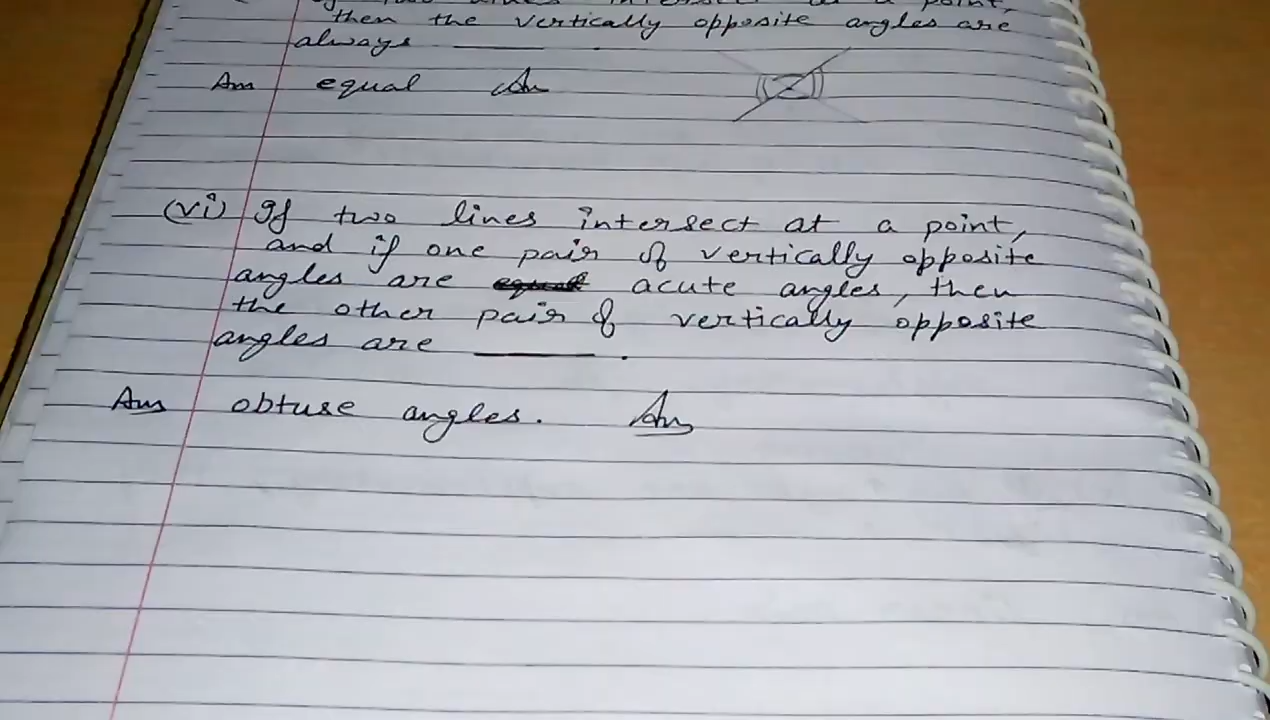 point,
then the vertically opposite angles are
always ______ .
Ans equal Ans
(vi) If two lines intersect at a point,
and if one pair of vertically opposite
angles are acute angles, then
the other pair of vertically opposite
angles are ______ .
Ans obtuse angles. Ans